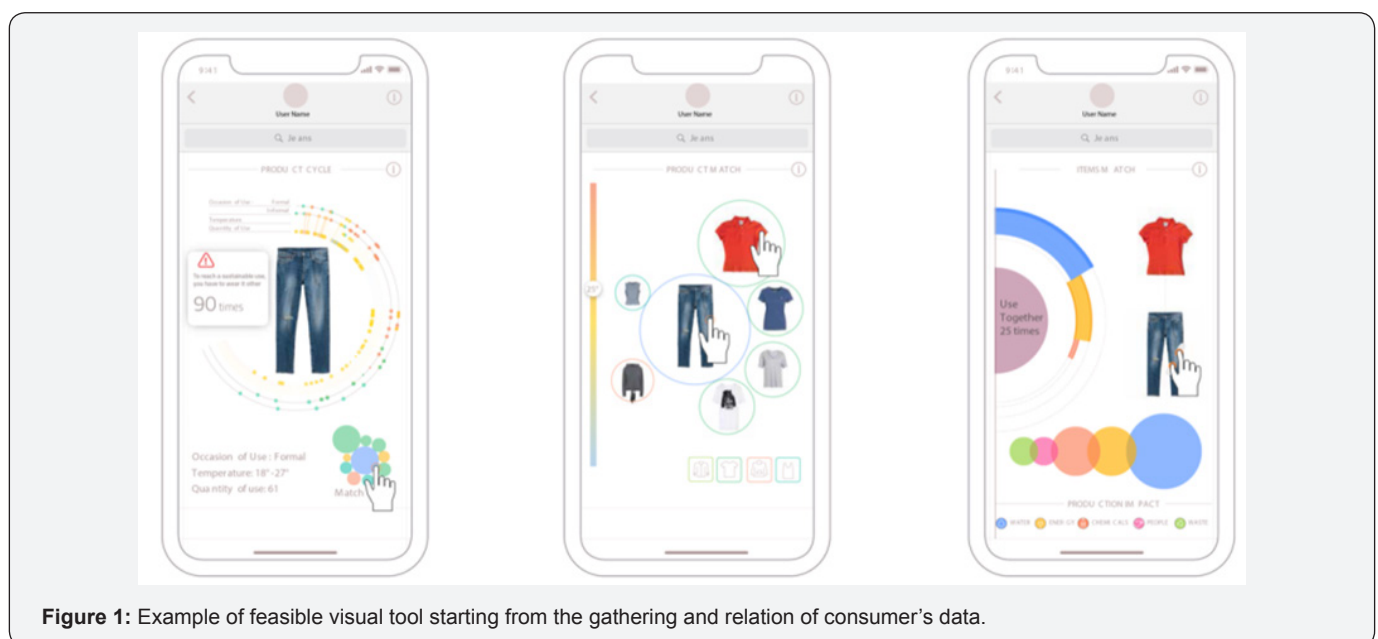 9:41
User Name
Je ans
PRODU CT CYCLE
Occasion of Use : Formal
Informal
Temperature
Quantity of Use
To reach a sustainable use,
you have to wear it other
90 times
Occasion of Use : Formal
Temperature: 18°-27°
Qua ntity of use: 61
Match
User Name
Je ans
PRODU CT M ATCH
25°
9:41
User Name
Je ans
ITEMS M ATCH
Use
Together
25 times
PRODU CTION IM PACT
WATER ENER GY CHEMI CALS PEOPLE WASTE
Figure 1: Example of feasible visual tool starting from the gathering and relation of consumer's data.